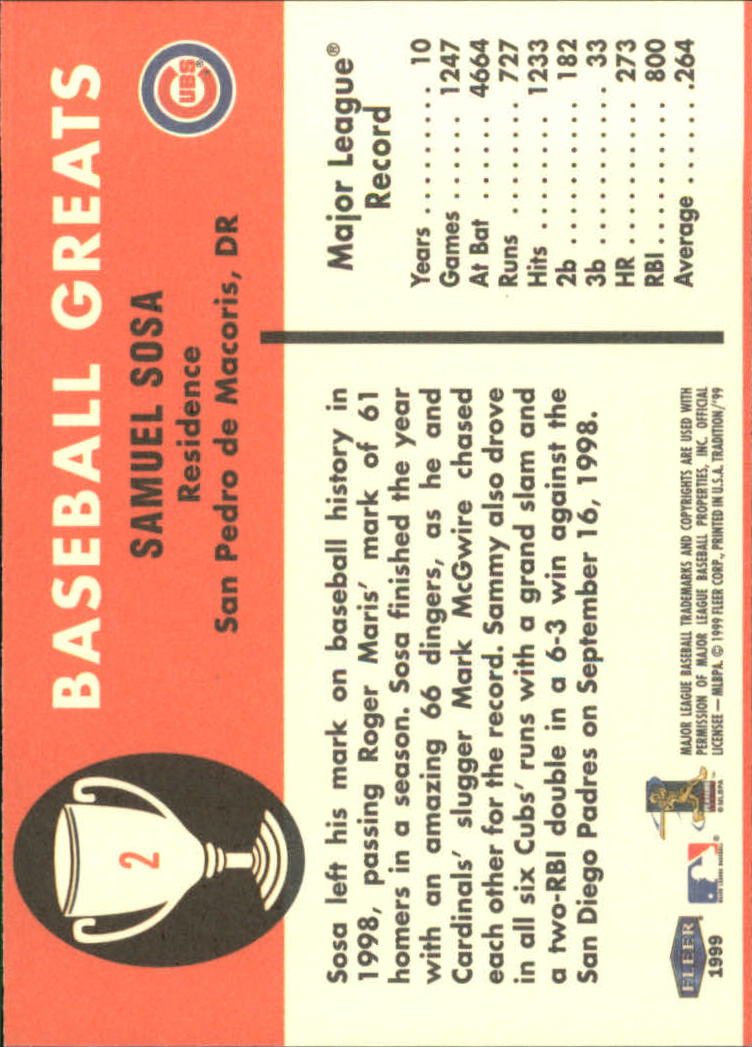 2
BASEBALL GREATS
SAMUEL SOSA
Residence
San Pedro de Macoris, DR
CUBS®
Sosa left his mark on baseball history in
1998, passing Roger Maris' mark of 61
homers in a season. Sosa finished the year
with an amazing 66 dingers, as he and
Cardinals' slugger Mark McGwire chased
each other for the record. Sammy also drove
in all six Cubs' runs with a grand slam and
a two-RBI double in a 6-3 win against the
San Diego Padres on September 16, 1998.
Major League®
Record
Years . . . . . . . . . . 10
Games . . . . . . 1247
At Bat . . . . . . . 4664
Runs . . . . . . . . 727
Hits . . . . . . . . . 1233
2b . . . . . . . . . . . 182
3b . . . . . . . . . . . . 33
HR . . . . . . . . . . . 273
RBI . . . . . . . . . . 800
Average . . . . . . .264
FLEER
1999
MAJOR LEAGUE BASEBALL TRADEMARKS AND COPYRIGHTS ARE USED WITH
PERMISSION OF MAJOR LEAGUE BASEBALL PROPERTIES, INC. OFFICIAL
LICENSEE — MLBPA. © 1999 FLEER CORP., PRINTED IN U.S.A. TRADITION/'99